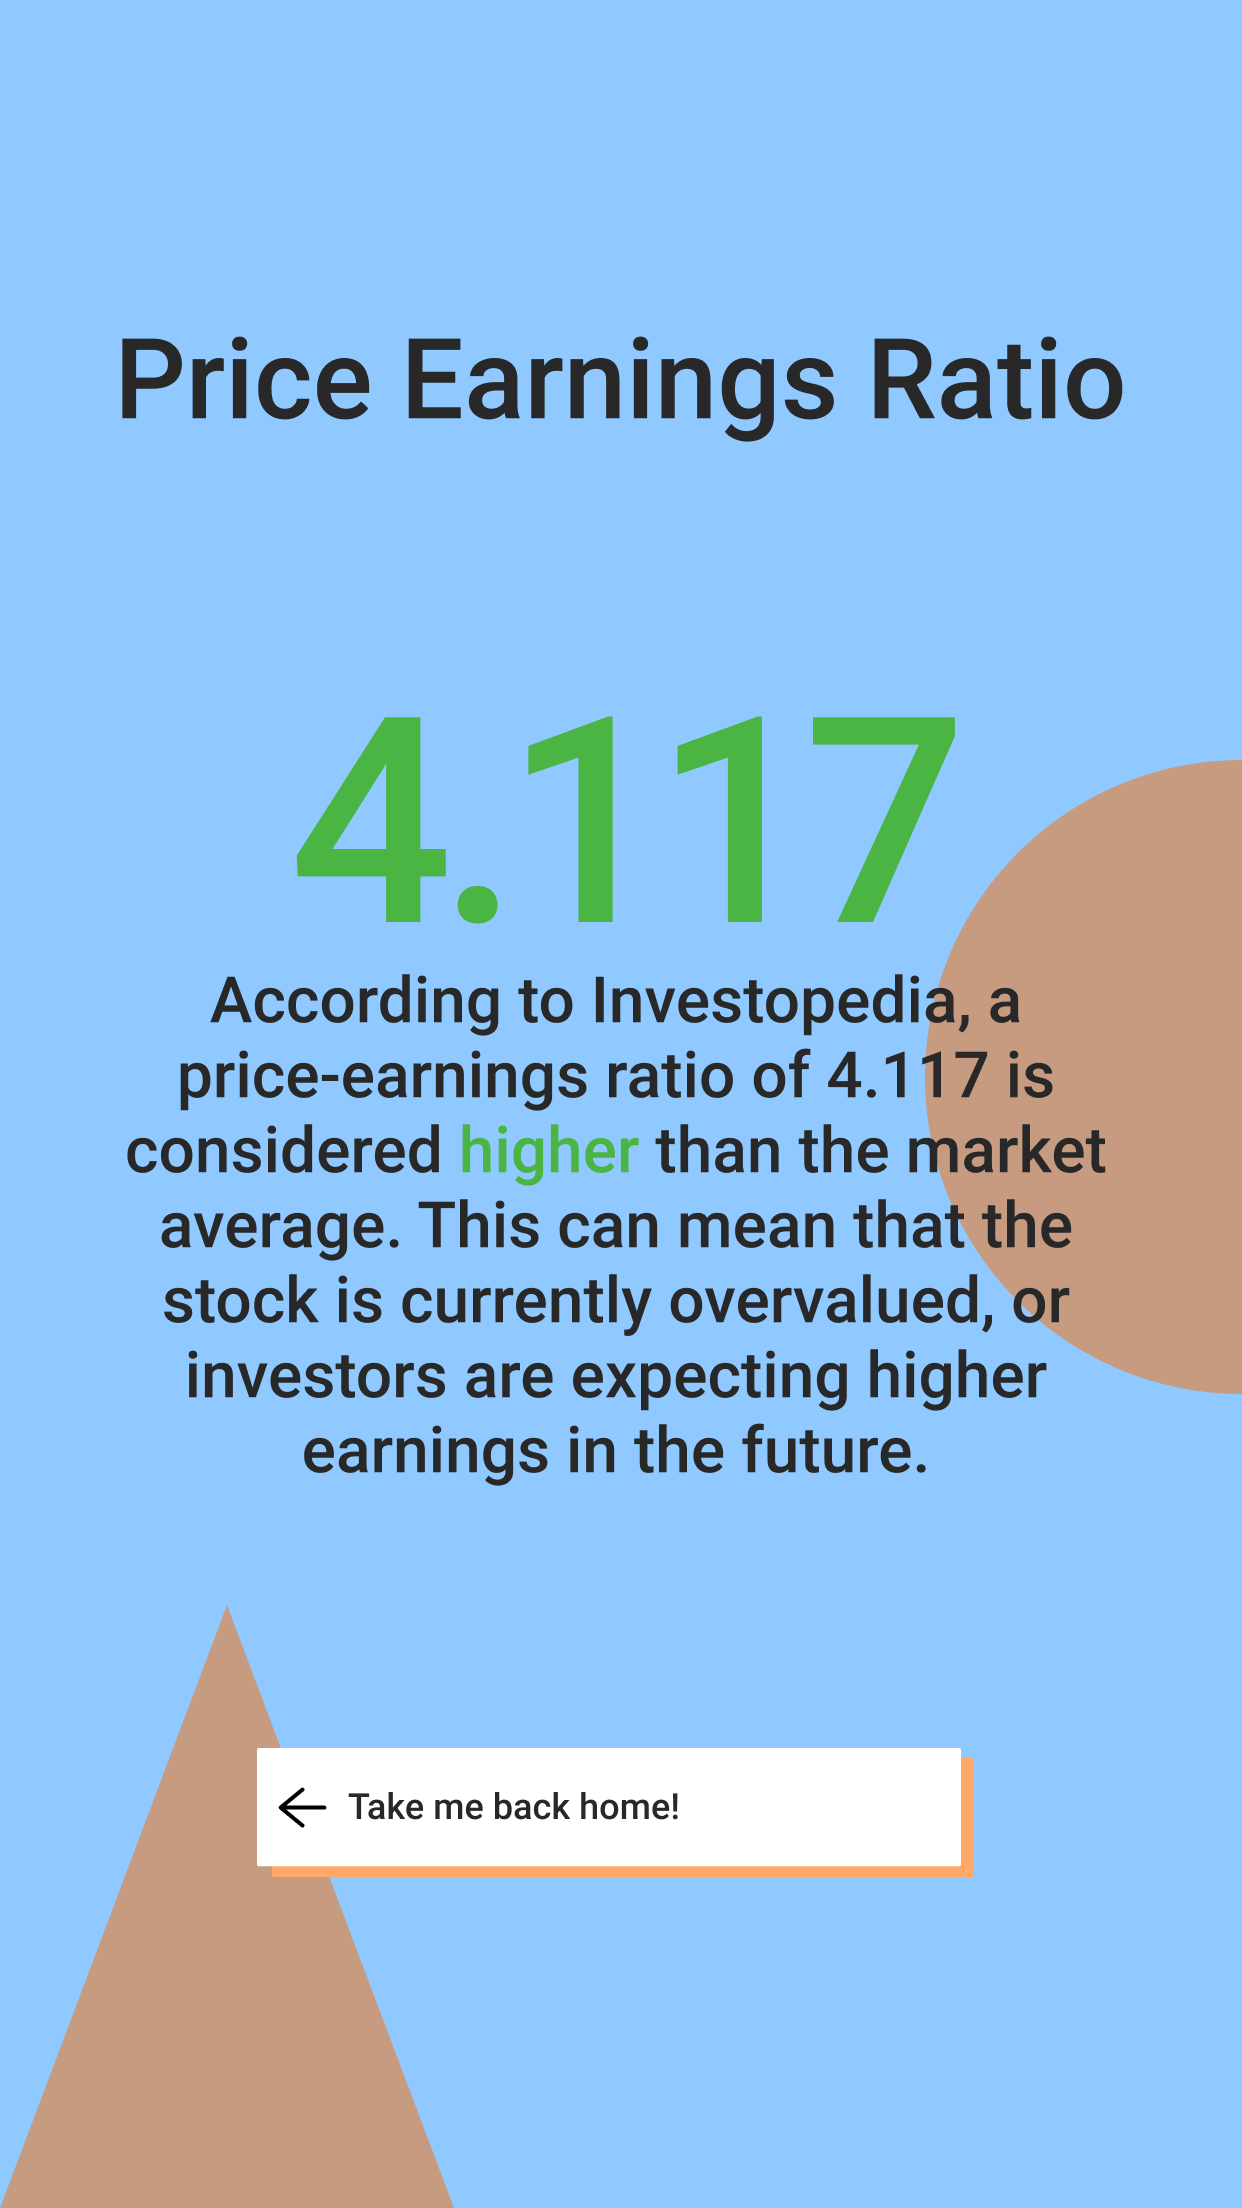 Price Earnings Ratio
4.117
According to Investopedia, a
price-earnings ratio of 4.117 is
considered higher than the market
average. This can mean that the
stock is currently overvalued, or
investors are expecting higher
earnings in the future.
Take me back home!